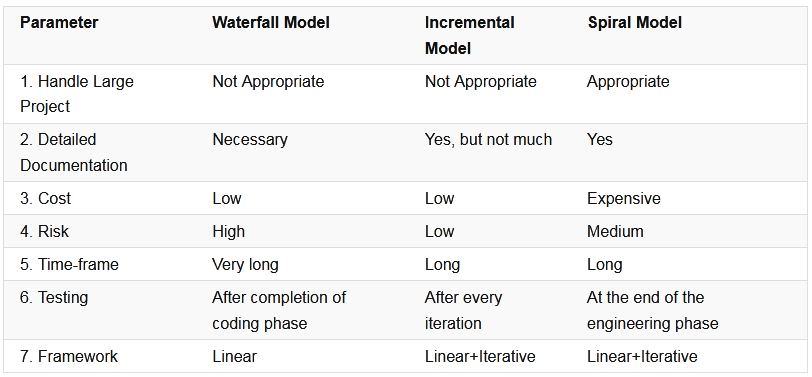 Parameter Waterfall Model Incremental Model Spiral Model
1. Handle Large Project Not Appropriate Not Appropriate Appropriate
2. Detailed Documentation Necessary Yes, but not much Yes
3. Cost Low Low Expensive
4. Risk High Low Medium
5. Time-frame Very long Long Long
6. Testing After completion of coding phase After every iteration At the end of the engineering phase
7. Framework Linear Linear+Iterative Linear+Iterative